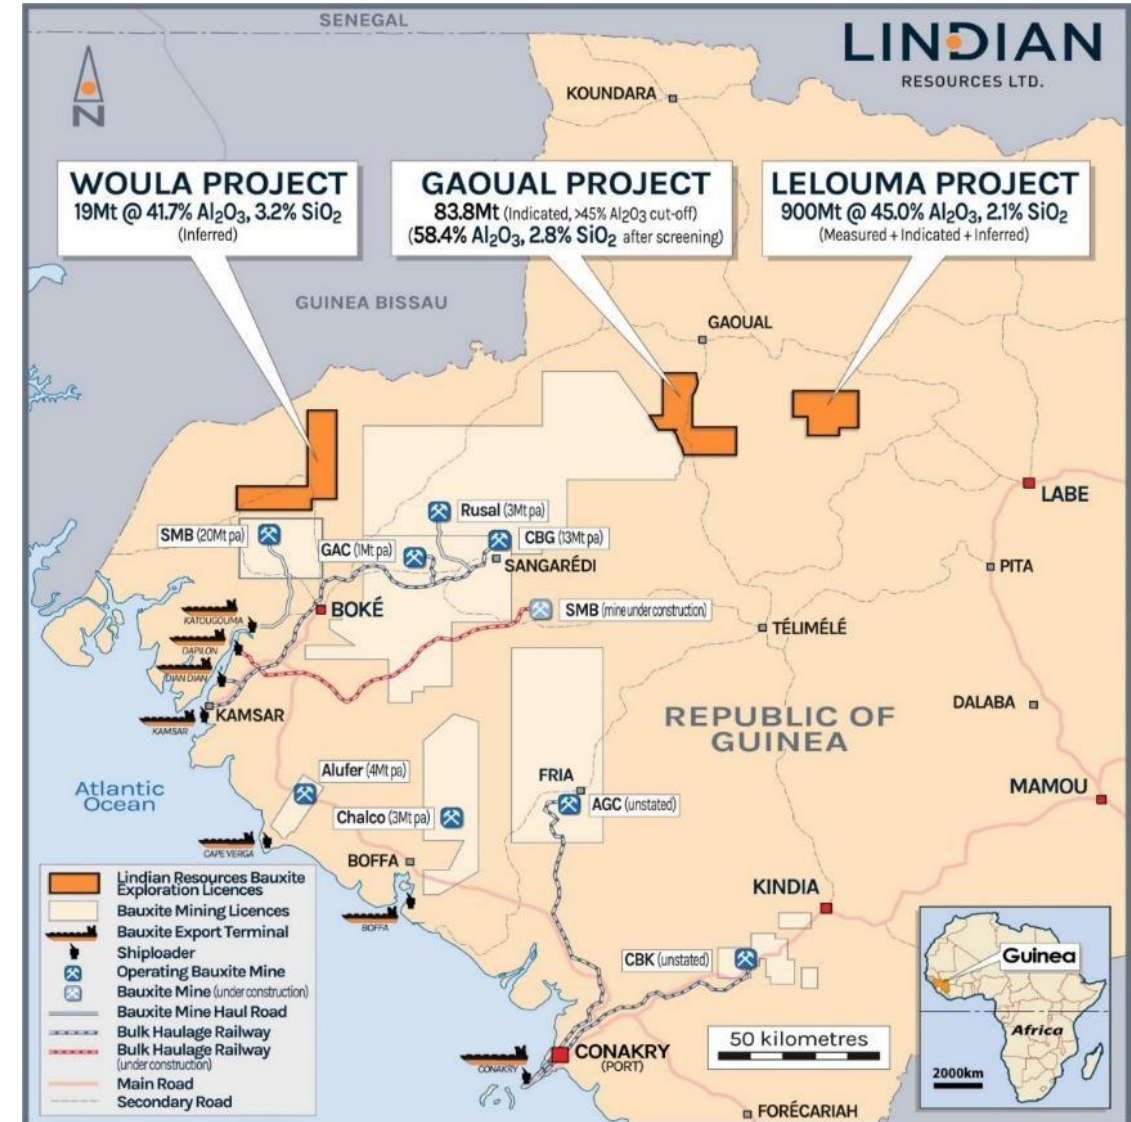 SENEGAL
LINDIAN
RESOURCES LTD.
N
KOUNDARA
WOULA PROJECT
19Mt @ 41.7% Al₂O₃, 3.2% SiO₂
(Inferred)
GAOUAL PROJECT
83.8Mt (Indicated, >45% Al₂O₃ cut-off)
(58.4% Al₂O₃, 2.8% SiO₂ after screening)
LELOUMA PROJECT
900Mt @ 45.0% Al₂O₃, 2.1% SiO₂
(Measured + Indicated + Inferred)
GUINEA BISSAU
GAOUAL
LABE
Rusal (3Mt pa)
SMB (20Mt pa)
GAC (1Mt pa)
CBG (13Mt pa)
SANGARÉDI
PITA
BOKÉ
SMB (mine under construction)
KATOUGOUMA
TÉLIMÉLÉ
DAPILON
DIAN DIAN
KAMSAR
KAMSAR
DALABA
REPUBLIC OF
GUINEA
Atlantic
Ocean
Alufer (4Mt pa)
FRIA
MAMOU
Chalco (3Mt pa)
AGC (unstated)
CAPE VERGA
BOFFA
BOFFA
KINDIA
CBK (unstated)
CONAKRY
(PORT)
CONAKRY
FORÉCARIAH
50 kilometres
Lindian Resources Bauxite
Exploration Licences
Bauxite Mining Licences
Bauxite Export Terminal
Shiploader
Operating Bauxite Mine
Bauxite Mine (under construction)
Bauxite Mine Haul Road
Bulk Haulage Railway
Bulk Haulage Railway
(under construction)
Main Road
Secondary Road
Guinea
Africa
2000km